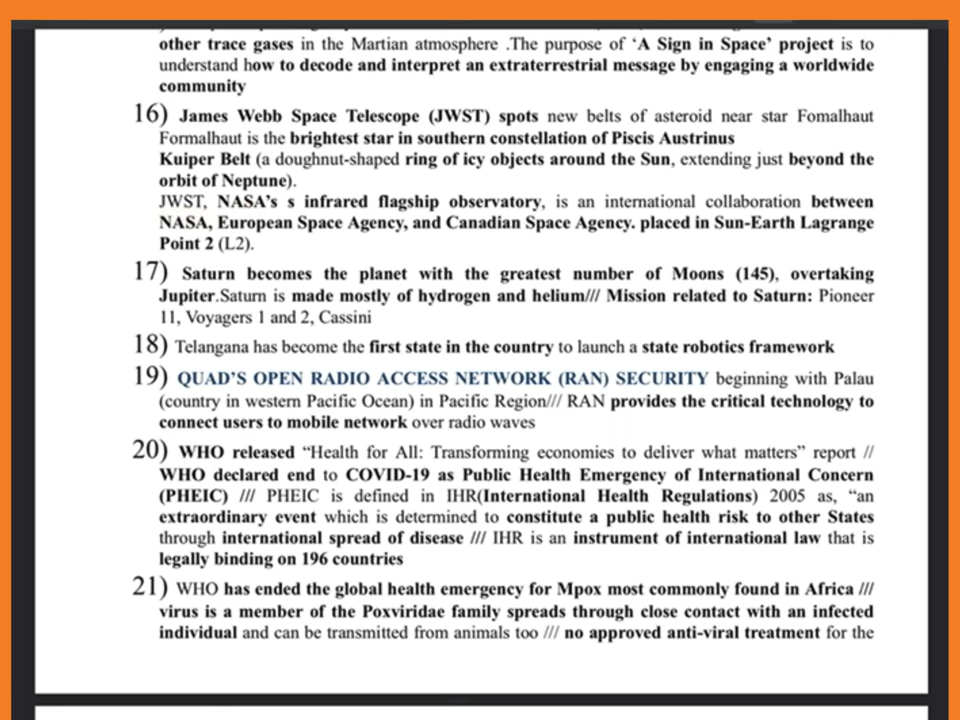 other trace gases in the Martian atmosphere .The purpose of ‘A Sign in Space’ project is to
understand how to decode and interpret an extraterrestrial message by engaging a worldwide
community
16) James Webb Space Telescope (JWST) spots new belts of asteroid near star Fomalhaut
Formalhaut is the brightest star in southern constellation of Piscis Austrinus
Kuiper Belt (a doughnut-shaped ring of icy objects around the Sun, extending just beyond the
orbit of Neptune).
JWST, NASA’s s infrared flagship observatory, is an international collaboration between
NASA, European Space Agency, and Canadian Space Agency. placed in Sun-Earth Lagrange
Point 2 (L2).
17) Saturn becomes the planet with the greatest number of Moons (145), overtaking
Jupiter.Saturn is made mostly of hydrogen and helium/// Mission related to Saturn: Pioneer
11, Voyagers 1 and 2, Cassini
18) Telangana has become the first state in the country to launch a state robotics framework
19) QUAD’S OPEN RADIO ACCESS NETWORK (RAN) SECURITY beginning with Palau
(country in western Pacific Ocean) in Pacific Region/// RAN provides the critical technology to
connect users to mobile network over radio waves
20) WHO released “Health for All: Transforming economies to deliver what matters” report //
WHO declared end to COVID-19 as Public Health Emergency of International Concern
(PHEIC) /// PHEIC is defined in IHR(International Health Regulations) 2005 as, “an
extraordinary event which is determined to constitute a public health risk to other States
through international spread of disease /// IHR is an instrument of international law that is
legally binding on 196 countries
21) WHO has ended the global health emergency for Mpox most commonly found in Africa ///
virus is a member of the Poxviridae family spreads through close contact with an infected
individual and can be transmitted from animals too /// no approved anti-viral treatment for the